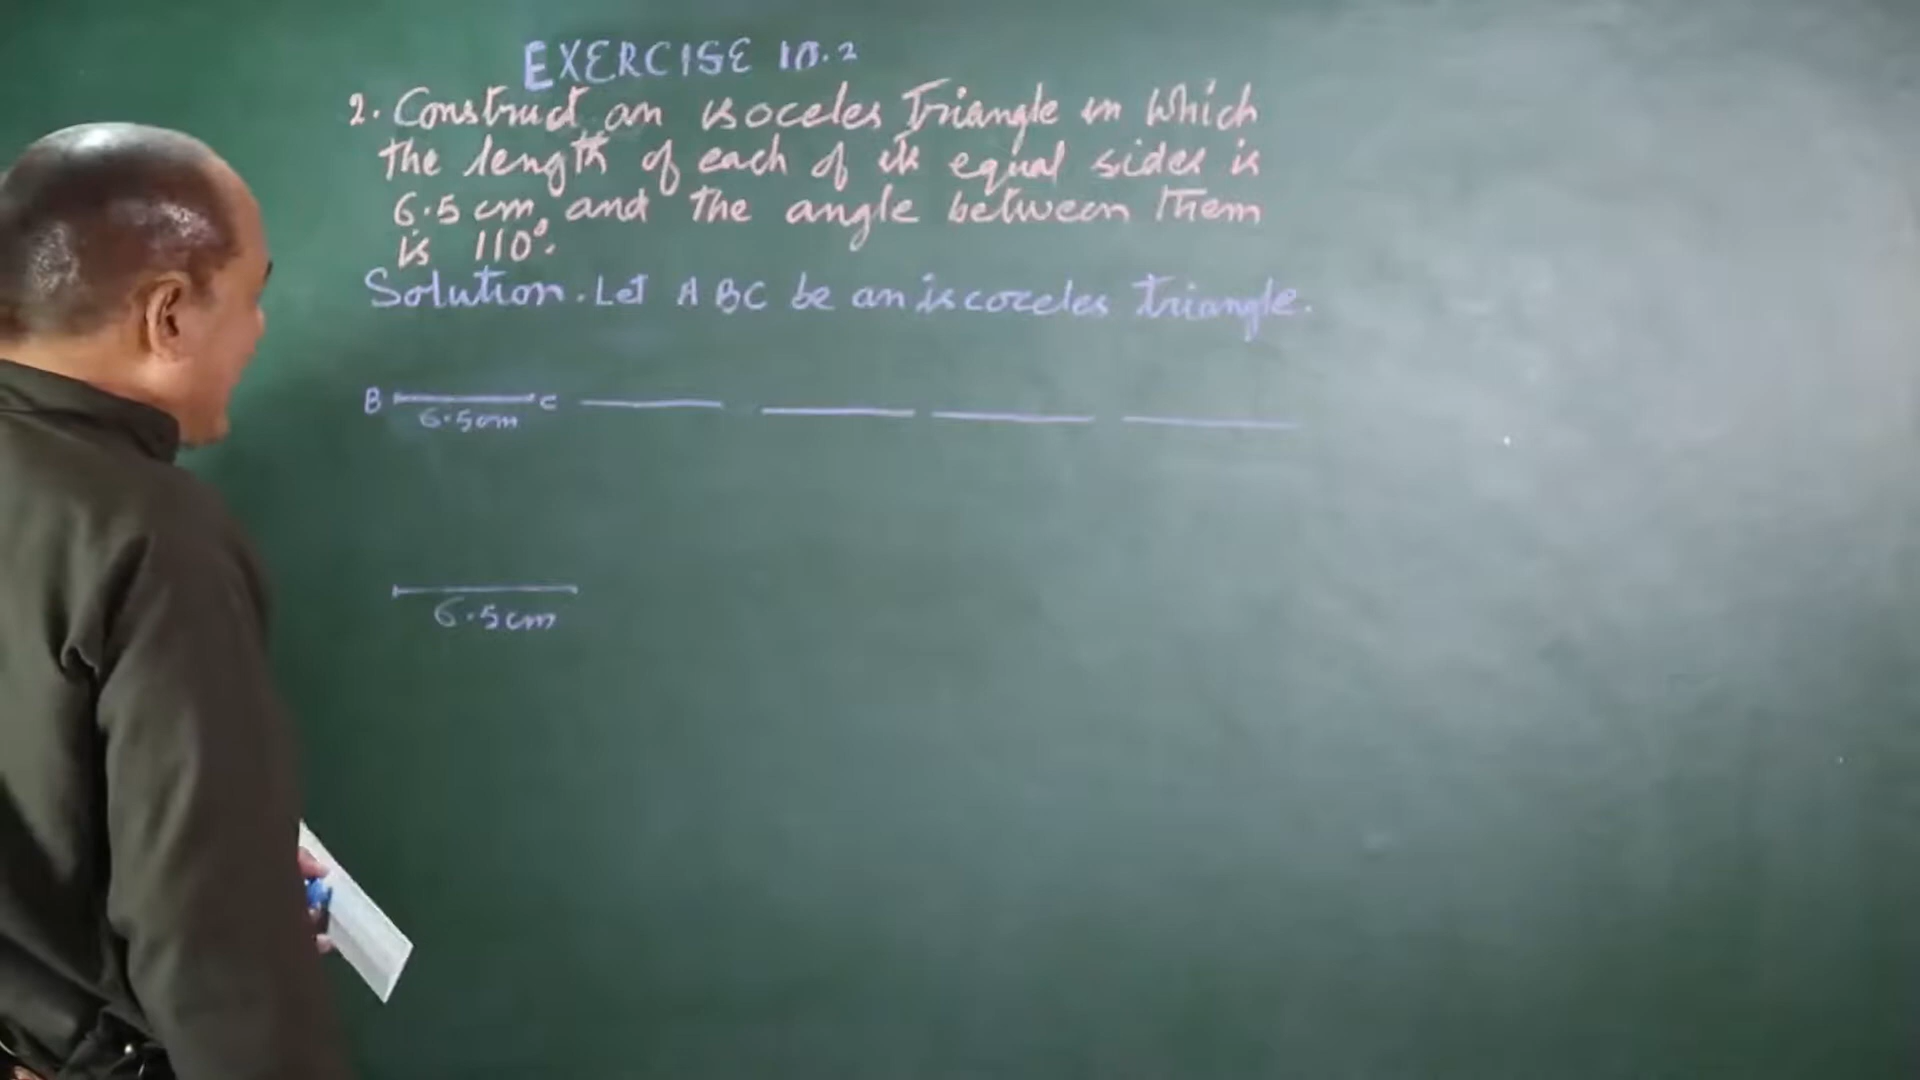 EXERCISE 10.2
2. Construct an isoceles Triangle in which
the length of each of its equal sides is
6.5 cm, and the angle between them
is 110°.
Solution. Let ABC be an iscoceles triangle.
B C
6.5cm
6.5cm